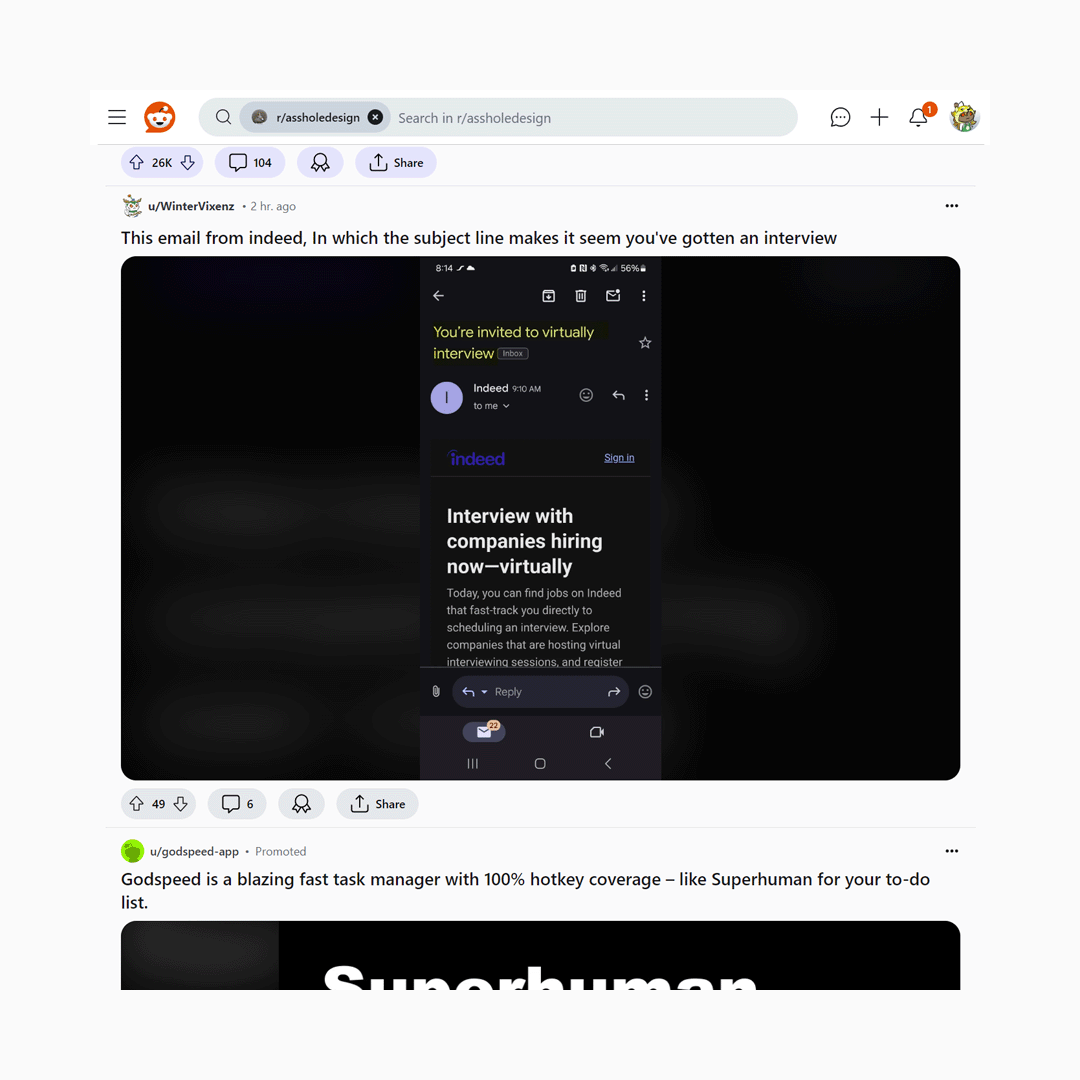 r/assholedesign
Search in r/assholedesign
1
26K
104
Share
u/WinterVixenz • 2 hr. ago
This email from indeed, In which the subject line makes it seem you've gotten an interview
8:14
56%
You're invited to virtually
interview Inbox
I
Indeed 9:10 AM
to me
indeed
Sign in
Interview with
companies hiring
now—virtually
Today, you can find jobs on Indeed
that fast-track you directly to
scheduling an interview. Explore
companies that are hosting virtual
interviewing sessions, and register
Reply
22
49
6
Share
u/godspeed-app • Promoted
Godspeed is a blazing fast task manager with 100% hotkey coverage – like Superhuman for your to-do
list.
Superhuman